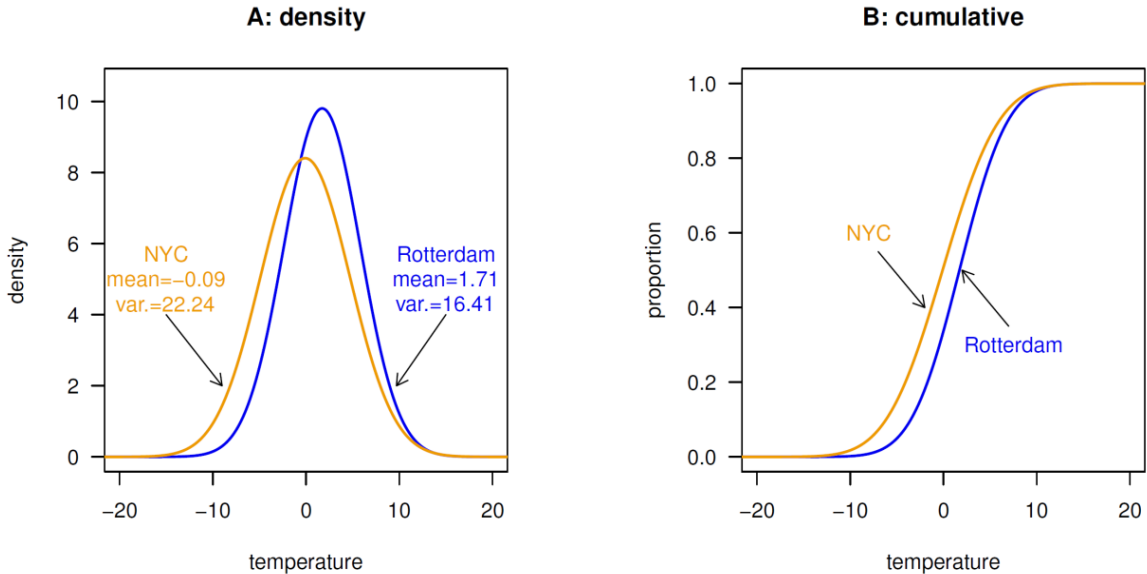 A: density
density
10
8
6
4
2
0
NYC
mean=−0.09
var.=22.24
Rotterdam
mean=1.71
var.=16.41
−20 −10 0 10 20
temperature
B: cumulative
proportion
1.0
0.8
0.6
0.4
0.2
0.0
NYC
Rotterdam
−20 −10 0 10 20
temperature